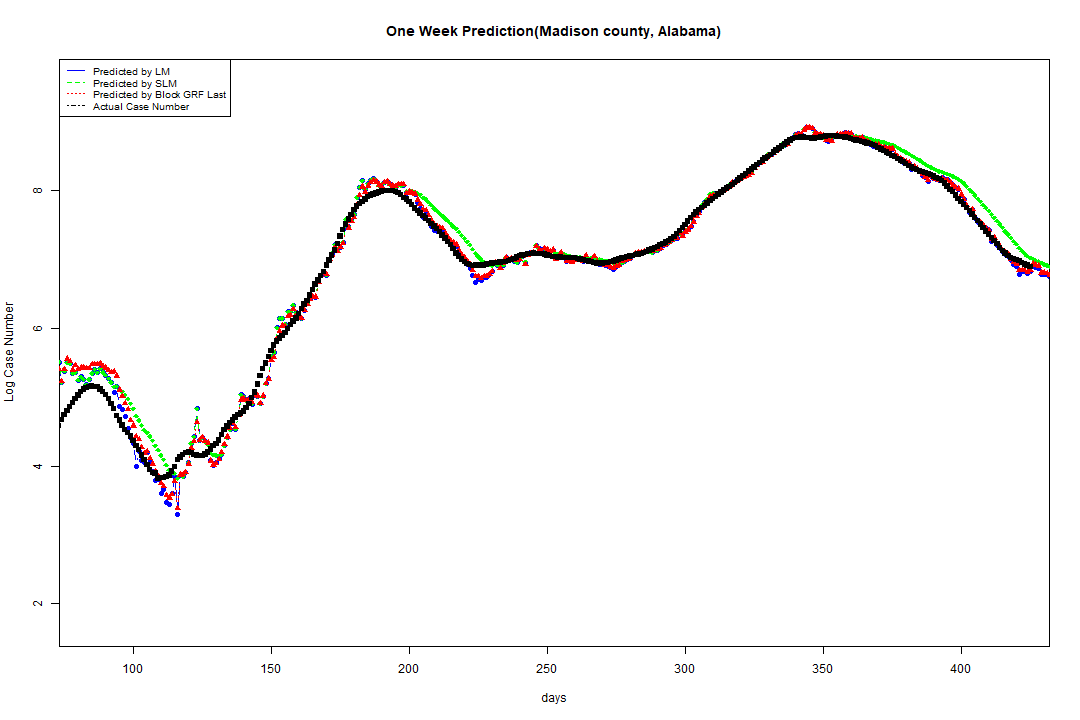 One Week Prediction(Madison county, Alabama)
Predicted by LM
Predicted by SLM
Predicted by Block GRF Last
Actual Case Number
Log Case Number
8
6
4
2
100 150 200 250 300 350 400
days